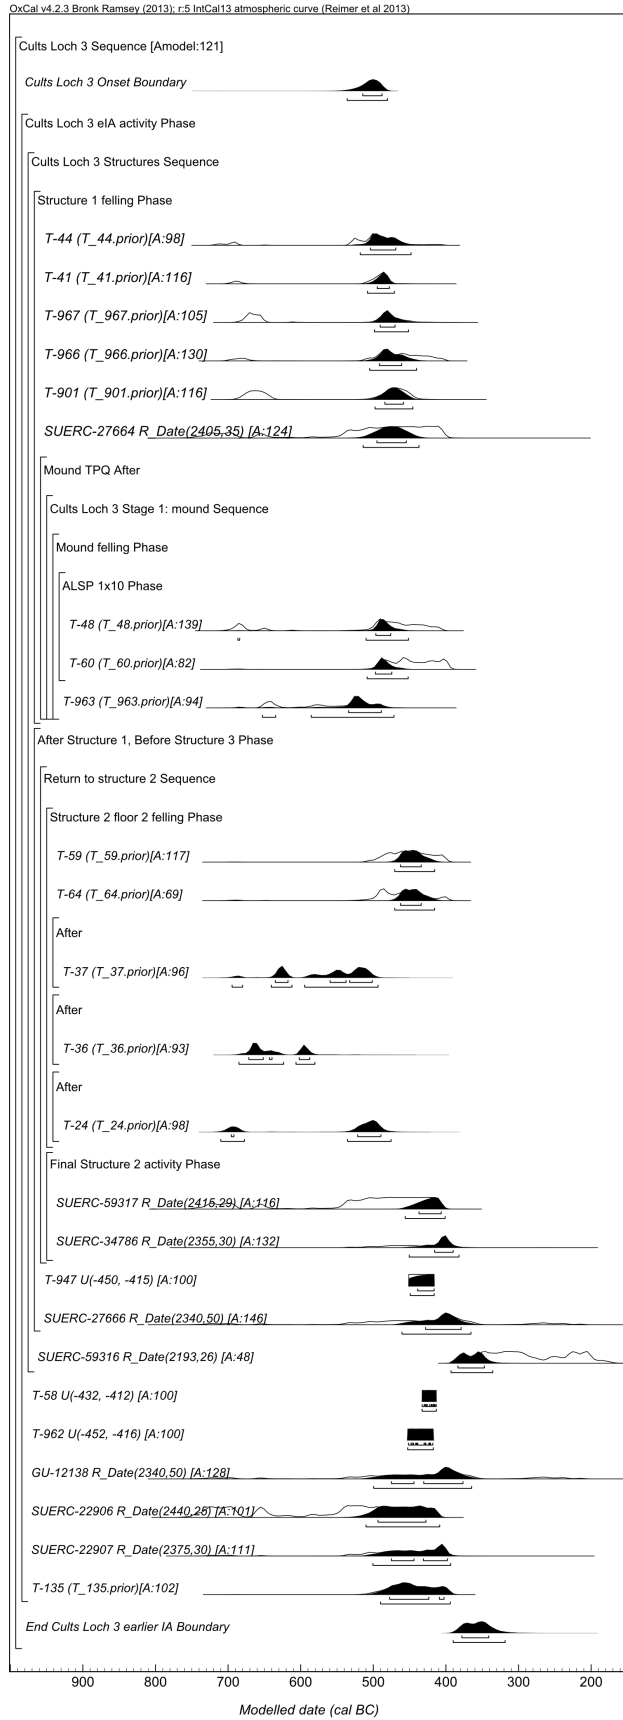 OxCal v4.2.3 Bronk Ramsey (2013); r:5 IntCal13 atmospheric curve (Reimer et al 2013)
Cults Loch 3 Sequence [Amodel:121]
Cults Loch 3 Onset Boundary
Cults Loch 3 eIA activity Phase
Cults Loch 3 Structures Sequence
Structure 1 felling Phase
T-44 (T_44.prior)[A:98]
T-41 (T_41.prior)[A:116]
T-967 (T_967.prior)[A:105]
T-966 (T_966.prior)[A:130]
T-901 (T_901.prior)[A:116]
SUERC-27664 R_Date(2405,35) [A:124]
Mound TPQ After
Cults Loch 3 Stage 1: mound Sequence
Mound felling Phase
ALSP 1x10 Phase
T-48 (T_48.prior)[A:139]
T-60 (T_60.prior)[A:82]
T-963 (T_963.prior)[A:94]
After Structure 1, Before Structure 3 Phase
Return to structure 2 Sequence
Structure 2 floor 2 felling Phase
T-59 (T_59.prior)[A:117]
T-64 (T_64.prior)[A:69]
After
T-37 (T_37.prior)[A:96]
After
T-36 (T_36.prior)[A:93]
After
T-24 (T_24.prior)[A:98]
Final Structure 2 activity Phase
SUERC-59317 R_Date(2415,29) [A:116]
SUERC-34786 R_Date(2355,30) [A:132]
T-947 U(-450, -415) [A:100]
SUERC-27666 R_Date(2340,50) [A:146]
SUERC-59316 R_Date(2193,26) [A:48]
T-58 U(-432, -412) [A:100]
T-962 U(-452, -416) [A:100]
GU-12138 R_Date(2340,50) [A:128]
SUERC-22906 R_Date(2440,25) [A:101]
SUERC-22907 R_Date(2375,30) [A:111]
T-135 (T_135.prior)[A:102]
End Cults Loch 3 earlier IA Boundary
900 800 700 600 500 400 300 200
Modelled date (cal BC)